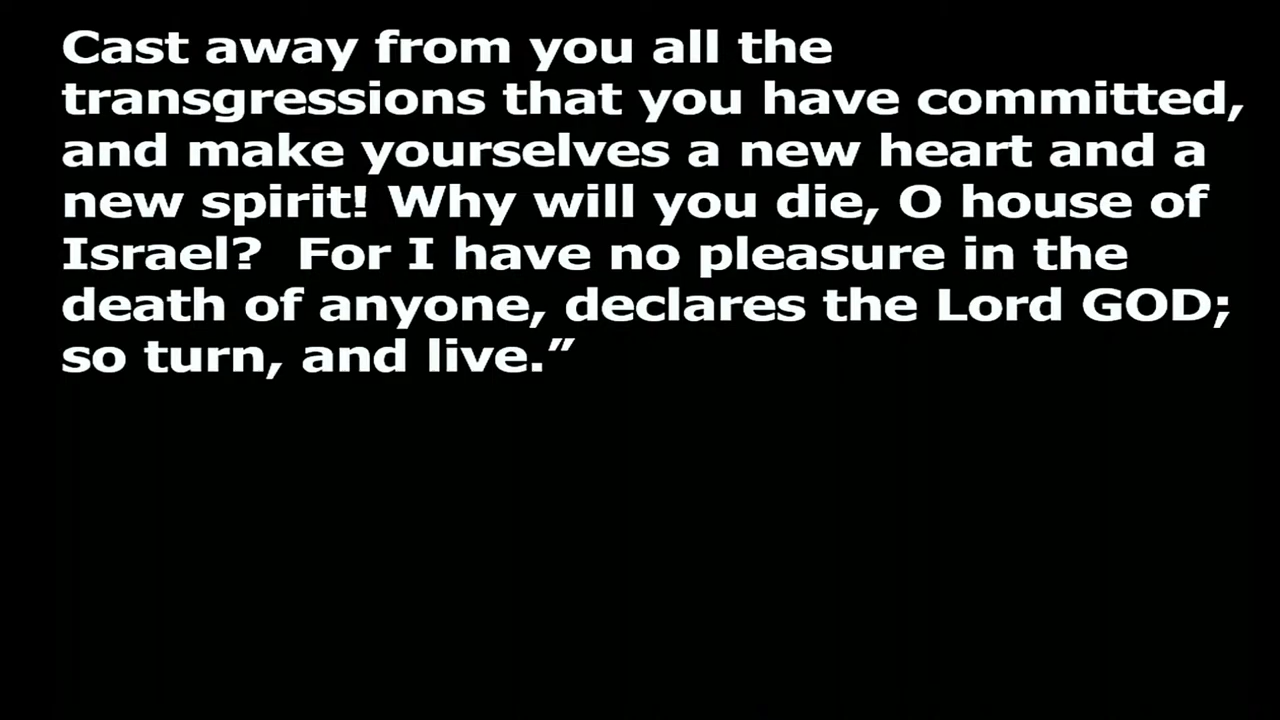 Cast away from you all the
transgressions that you have committed,
and make yourselves a new heart and a
new spirit! Why will you die, O house of
Israel?  For I have no pleasure in the
death of anyone, declares the Lord GOD;
so turn, and live.”